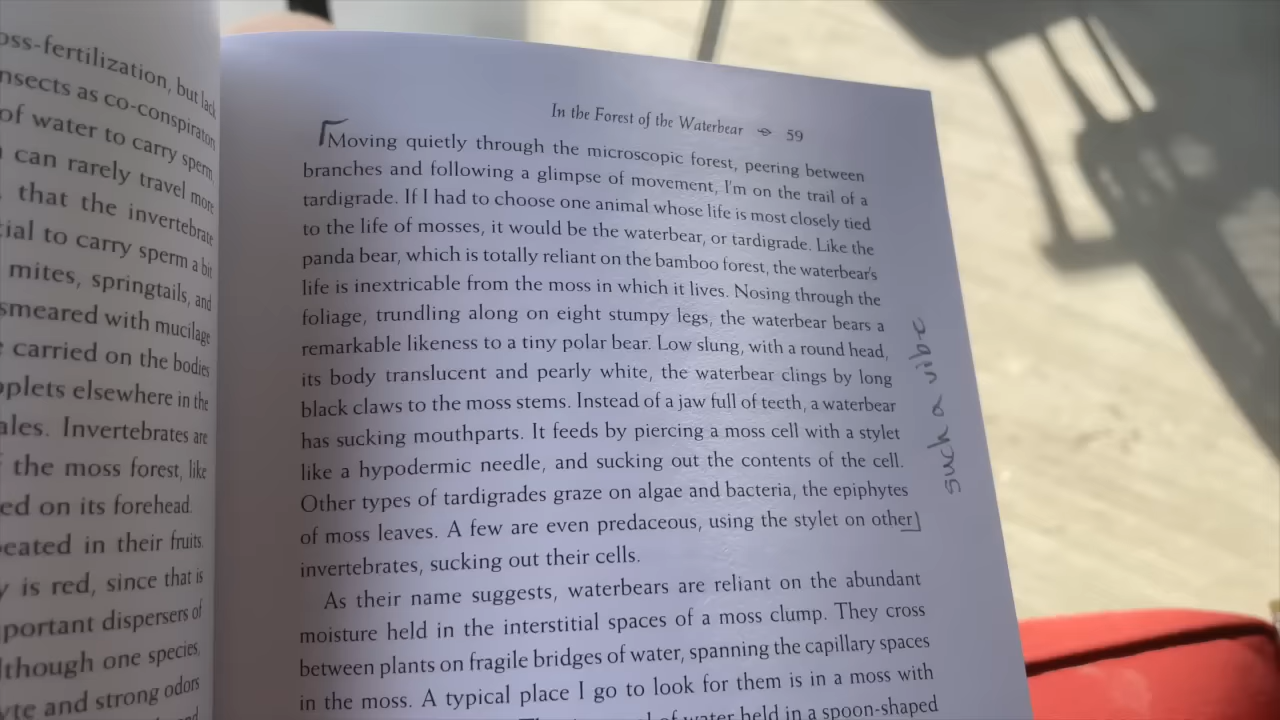 oss-fertilization, but lack
nsects as co-conspirators
of water to carry sperm
can rarely travel more
that the invertebrate
ial to carry sperm a bit
mites, springtails, and
smeared with mucilage
carried on the bodies
plets elsewhere in the
ales. Invertebrates are
the moss forest, like
ed on its forehead.
eated in their fruits.
y is red, since that is
portant dispersers of
lthough one species,
yte and strong odors
In the Forest of the Waterbear 59
Moving quietly through the microscopic forest, peering between
branches and following a glimpse of movement, I'm on the trail of a
tardigrade. If I had to choose one animal whose life is most closely tied
to the life of mosses, it would be the waterbear, or tardigrade. Like the
panda bear, which is totally reliant on the bamboo forest, the waterbear's
life is inextricable from the moss in which it lives. Nosing through the
foliage, trundling along on eight stumpy legs, the waterbear bears a
remarkable likeness to a tiny polar bear. Low slung, with a round head,
its body translucent and pearly white, the waterbear clings by long
black claws to the moss stems. Instead of a jaw full of teeth, a waterbear
has sucking mouthparts. It feeds by piercing a moss cell with a stylet
like a hypodermic needle, and sucking out the contents of the cell.
Other types of tardigrades graze on algae and bacteria, the epiphytes
of moss leaves. A few are even predaceous, using the stylet on other
invertebrates, sucking out their cells.
As their name suggests, waterbears are reliant on the abundant
moisture held in the interstitial spaces of a moss clump. They cross
between plants on fragile bridges of water, spanning the capillary spaces
in the moss. A typical place I go to look for them is in a moss with
of water held in a spoon-shaped
such a vibe